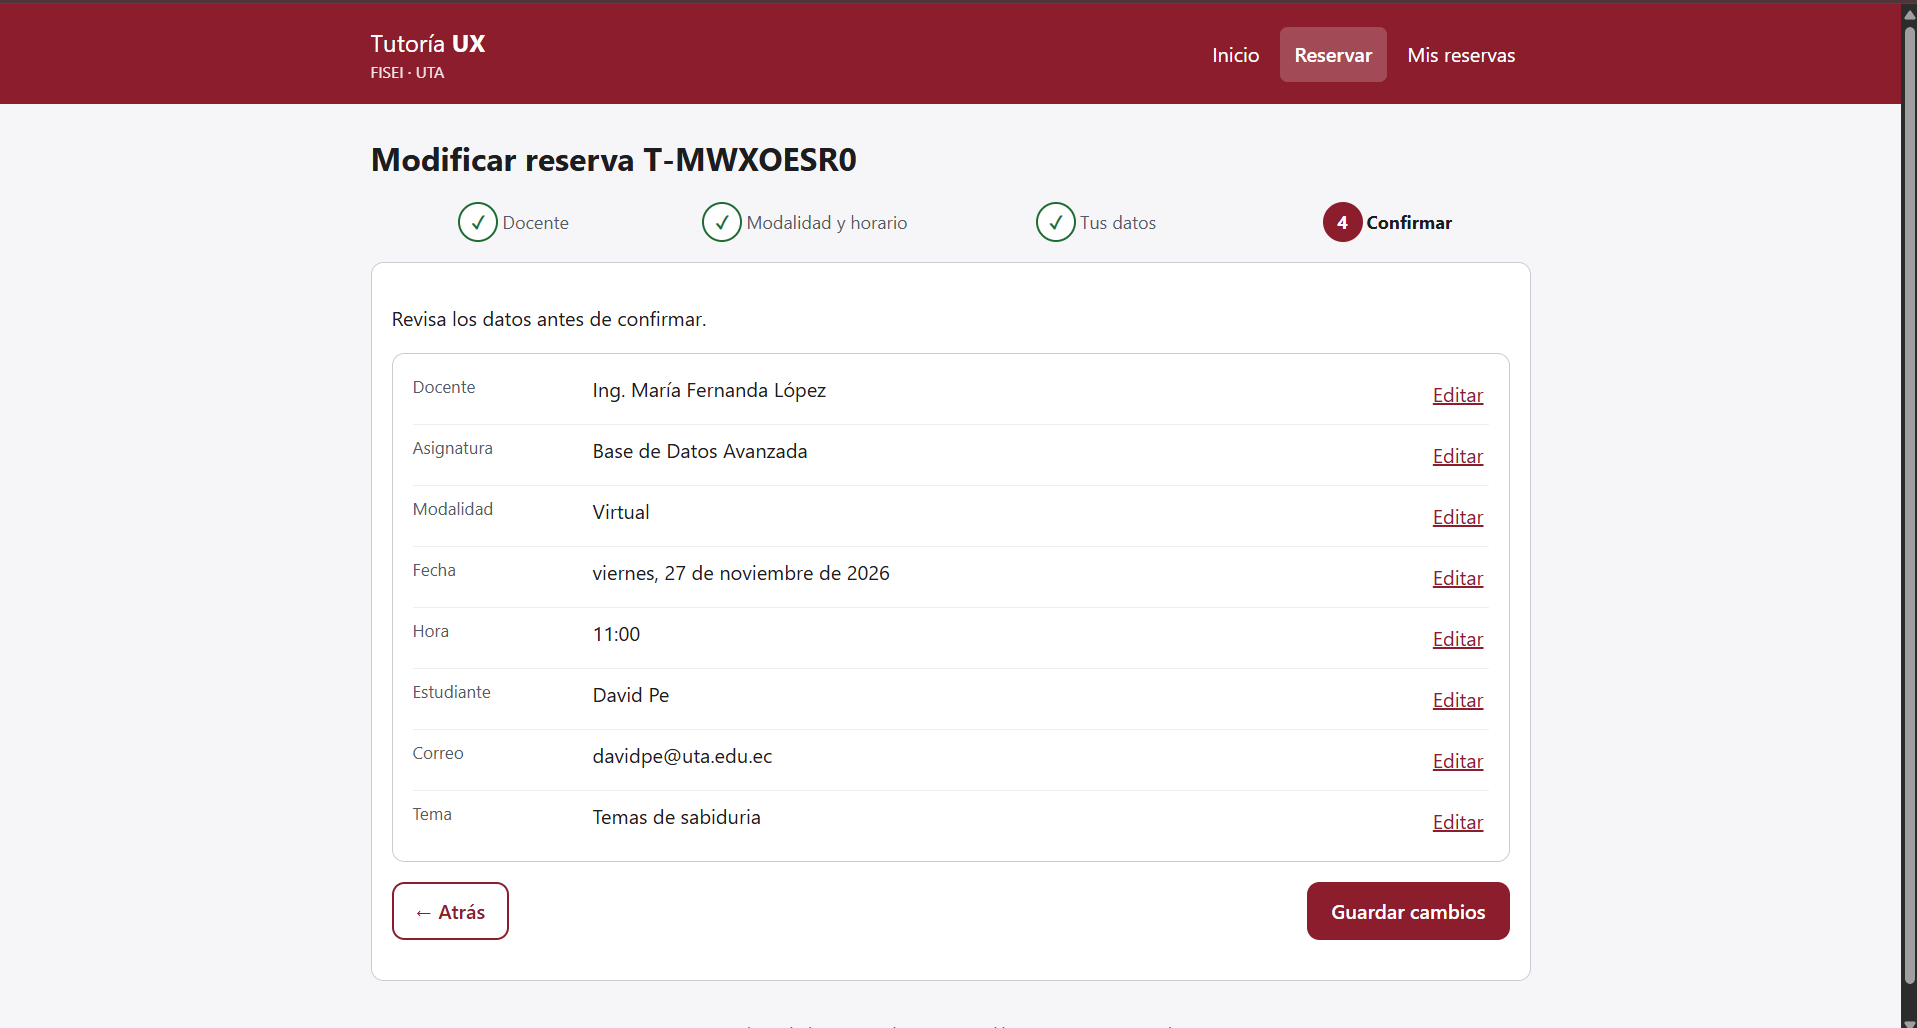 Tutoría UX
FISEI · UTA
Inicio Reservar Mis reservas
Modificar reserva T-MWXOESR0
✓ Docente ✓ Modalidad y horario ✓ Tus datos 4 Confirmar
Revisa los datos antes de confirmar.
Docente Ing. María Fernanda López Editar
Asignatura Base de Datos Avanzada Editar
Modalidad Virtual Editar
Fecha viernes, 27 de noviembre de 2026 Editar
Hora 11:00 Editar
Estudiante David Pe Editar
Correo davidpe@uta.edu.ec Editar
Tema Temas de sabiduria Editar
← Atrás Guardar cambios